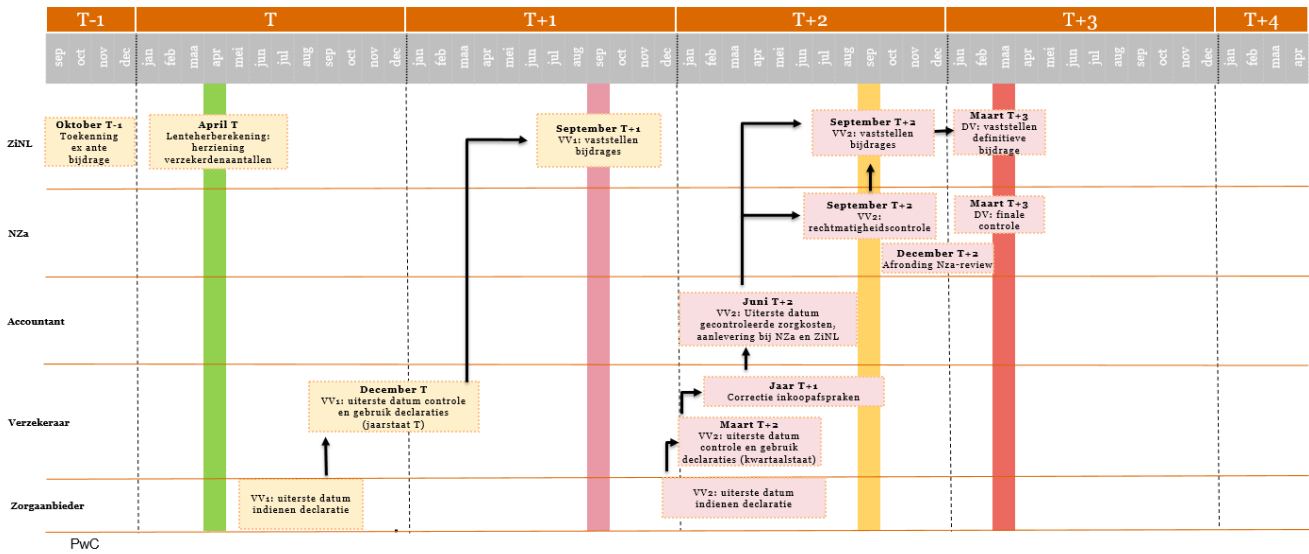 T-1 T T+1 T+2 T+3 T+4
sep okt nov dec jan feb maa apr mei jun jul aug sep okt nov dec jan feb maa apr mei jun jul aug sep okt nov dec jan feb maa apr mei jun jul aug sep okt nov dec jan feb maa apr mei jun jul aug sep okt nov dec jan feb maa apr
ZiNL
Oktober T-1
Toekenning
ex ante
bijdrage
April T
Lenteherberekening:
herziening
verzekerdenaantallen
September T+1
VV1: vaststellen
bijdrages
September T+2
VV2: vaststellen
bijdrages
Maart T+3
DV: vaststellen
definitieve
bijdrage
NZa
September T+2
VV2:
rechtmatigheidscontrole
Maart T+3
DV: finale
controle
December T+2
Afronding Nza-review
Accountant
Juni T+2
VV2: Uiterste datum
gecontroleerde zorgkosten,
aanlevering bij NZa en ZiNL
Verzekeraar
December T
VV1: uiterste datum controle
en gebruik declaraties
(jaarstaat T)
Jaar T+1
Correctie inkoopafspraken
Maart T+2
VV2: uiterste datum
controle en gebruik
declaraties (kwartaalstaat)
Zorgaanbieder
VV1: uiterste datum
indienen declaratie
VV2: uiterste datum
indienen declaratie
PwC